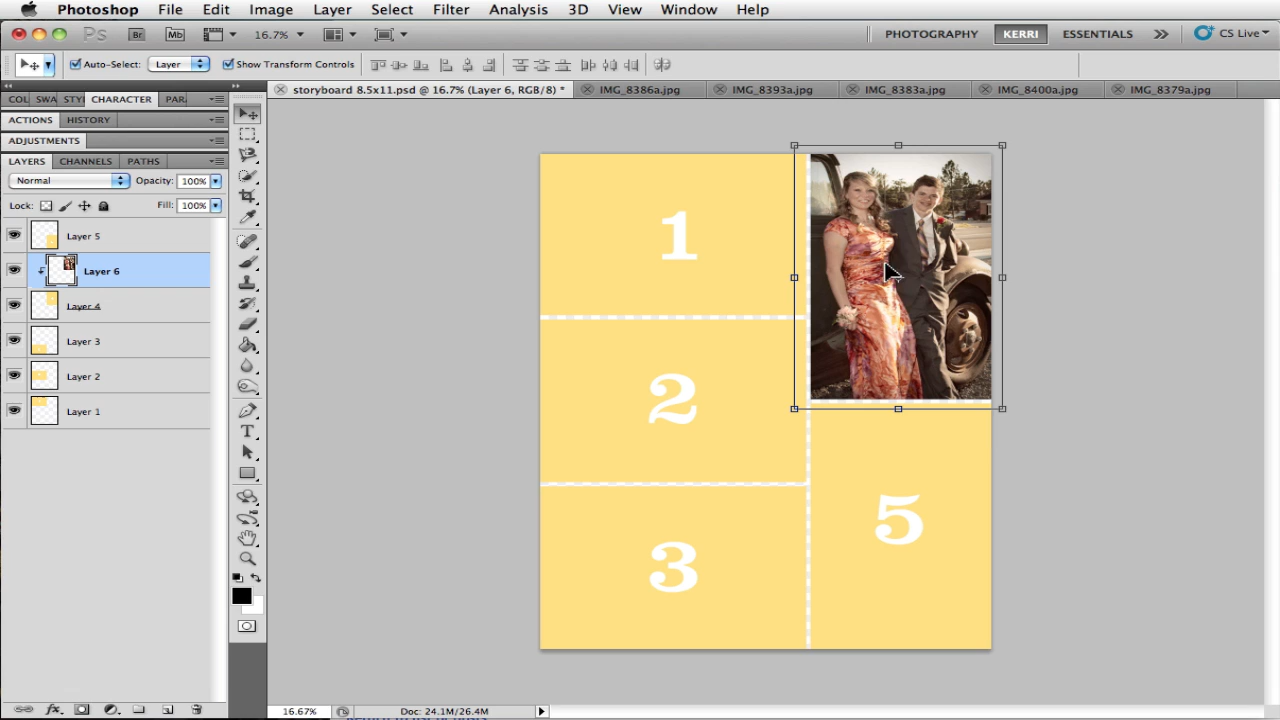 Photoshop File Edit Image Layer Select Filter Analysis 3D View Window Help
Ps Br Mb 16.7% PHOTOGRAPHY KERRI ESSENTIALS CS Live
Auto-Select: Layer Show Transform Controls
COL SWA STYI CHARACTER PAR
storyboard 8.5x11.psd @ 16.7% (Layer 6, RGB/8) * IMG_8386a.jpg IMG_8393a.jpg IMG_8383a.jpg IMG_8400a.jpg IMG_8379a.jpg
ACTIONS HISTORY
ADJUSTMENTS
LAYERS CHANNELS PATHS
Normal Opacity: 100%
Lock: Fill: 100%
Layer 5
Layer 6
Layer 4
Layer 3
Layer 2
Layer 1
1
2
3
5
T
fx
16.67% Doc: 24.1M/26.4M